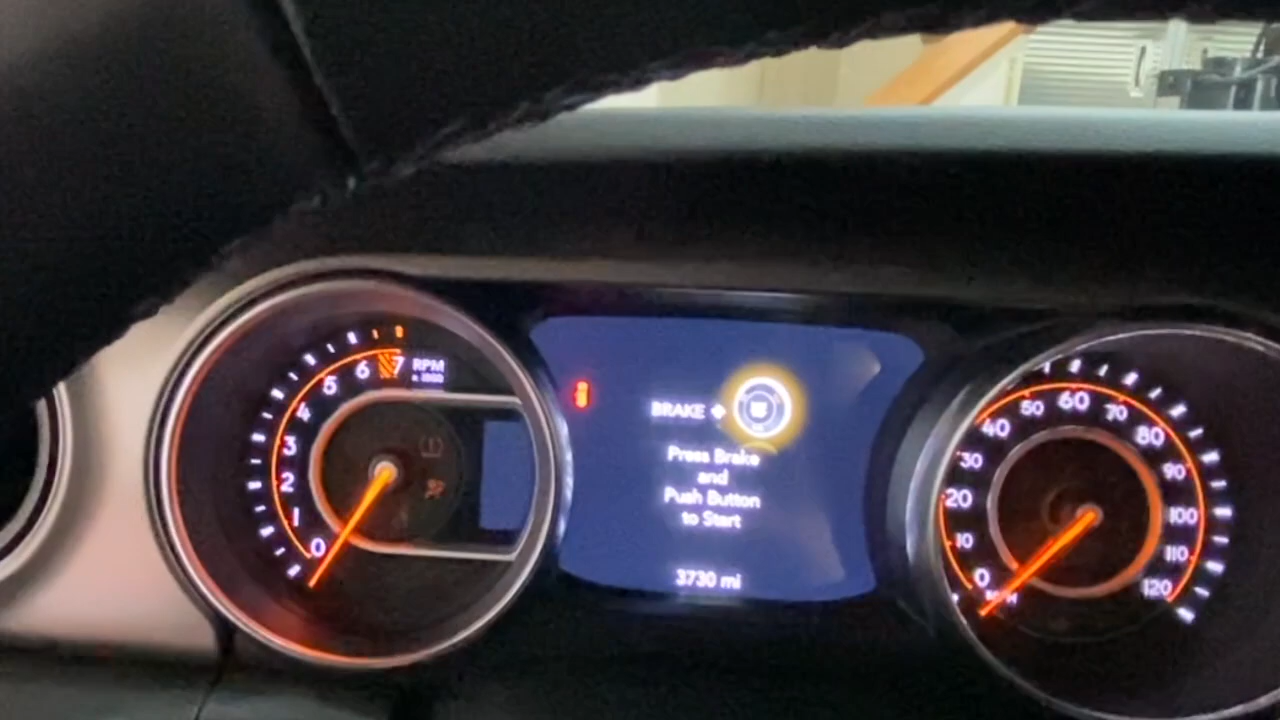 RPM
x 1000
0
1
2
3
4
5
6
7
BRAKE +
Press Brake
and
Push Button
to Start
3730 mi
0
10
20
30
40
50
60
70
80
90
100
110
120
MPH